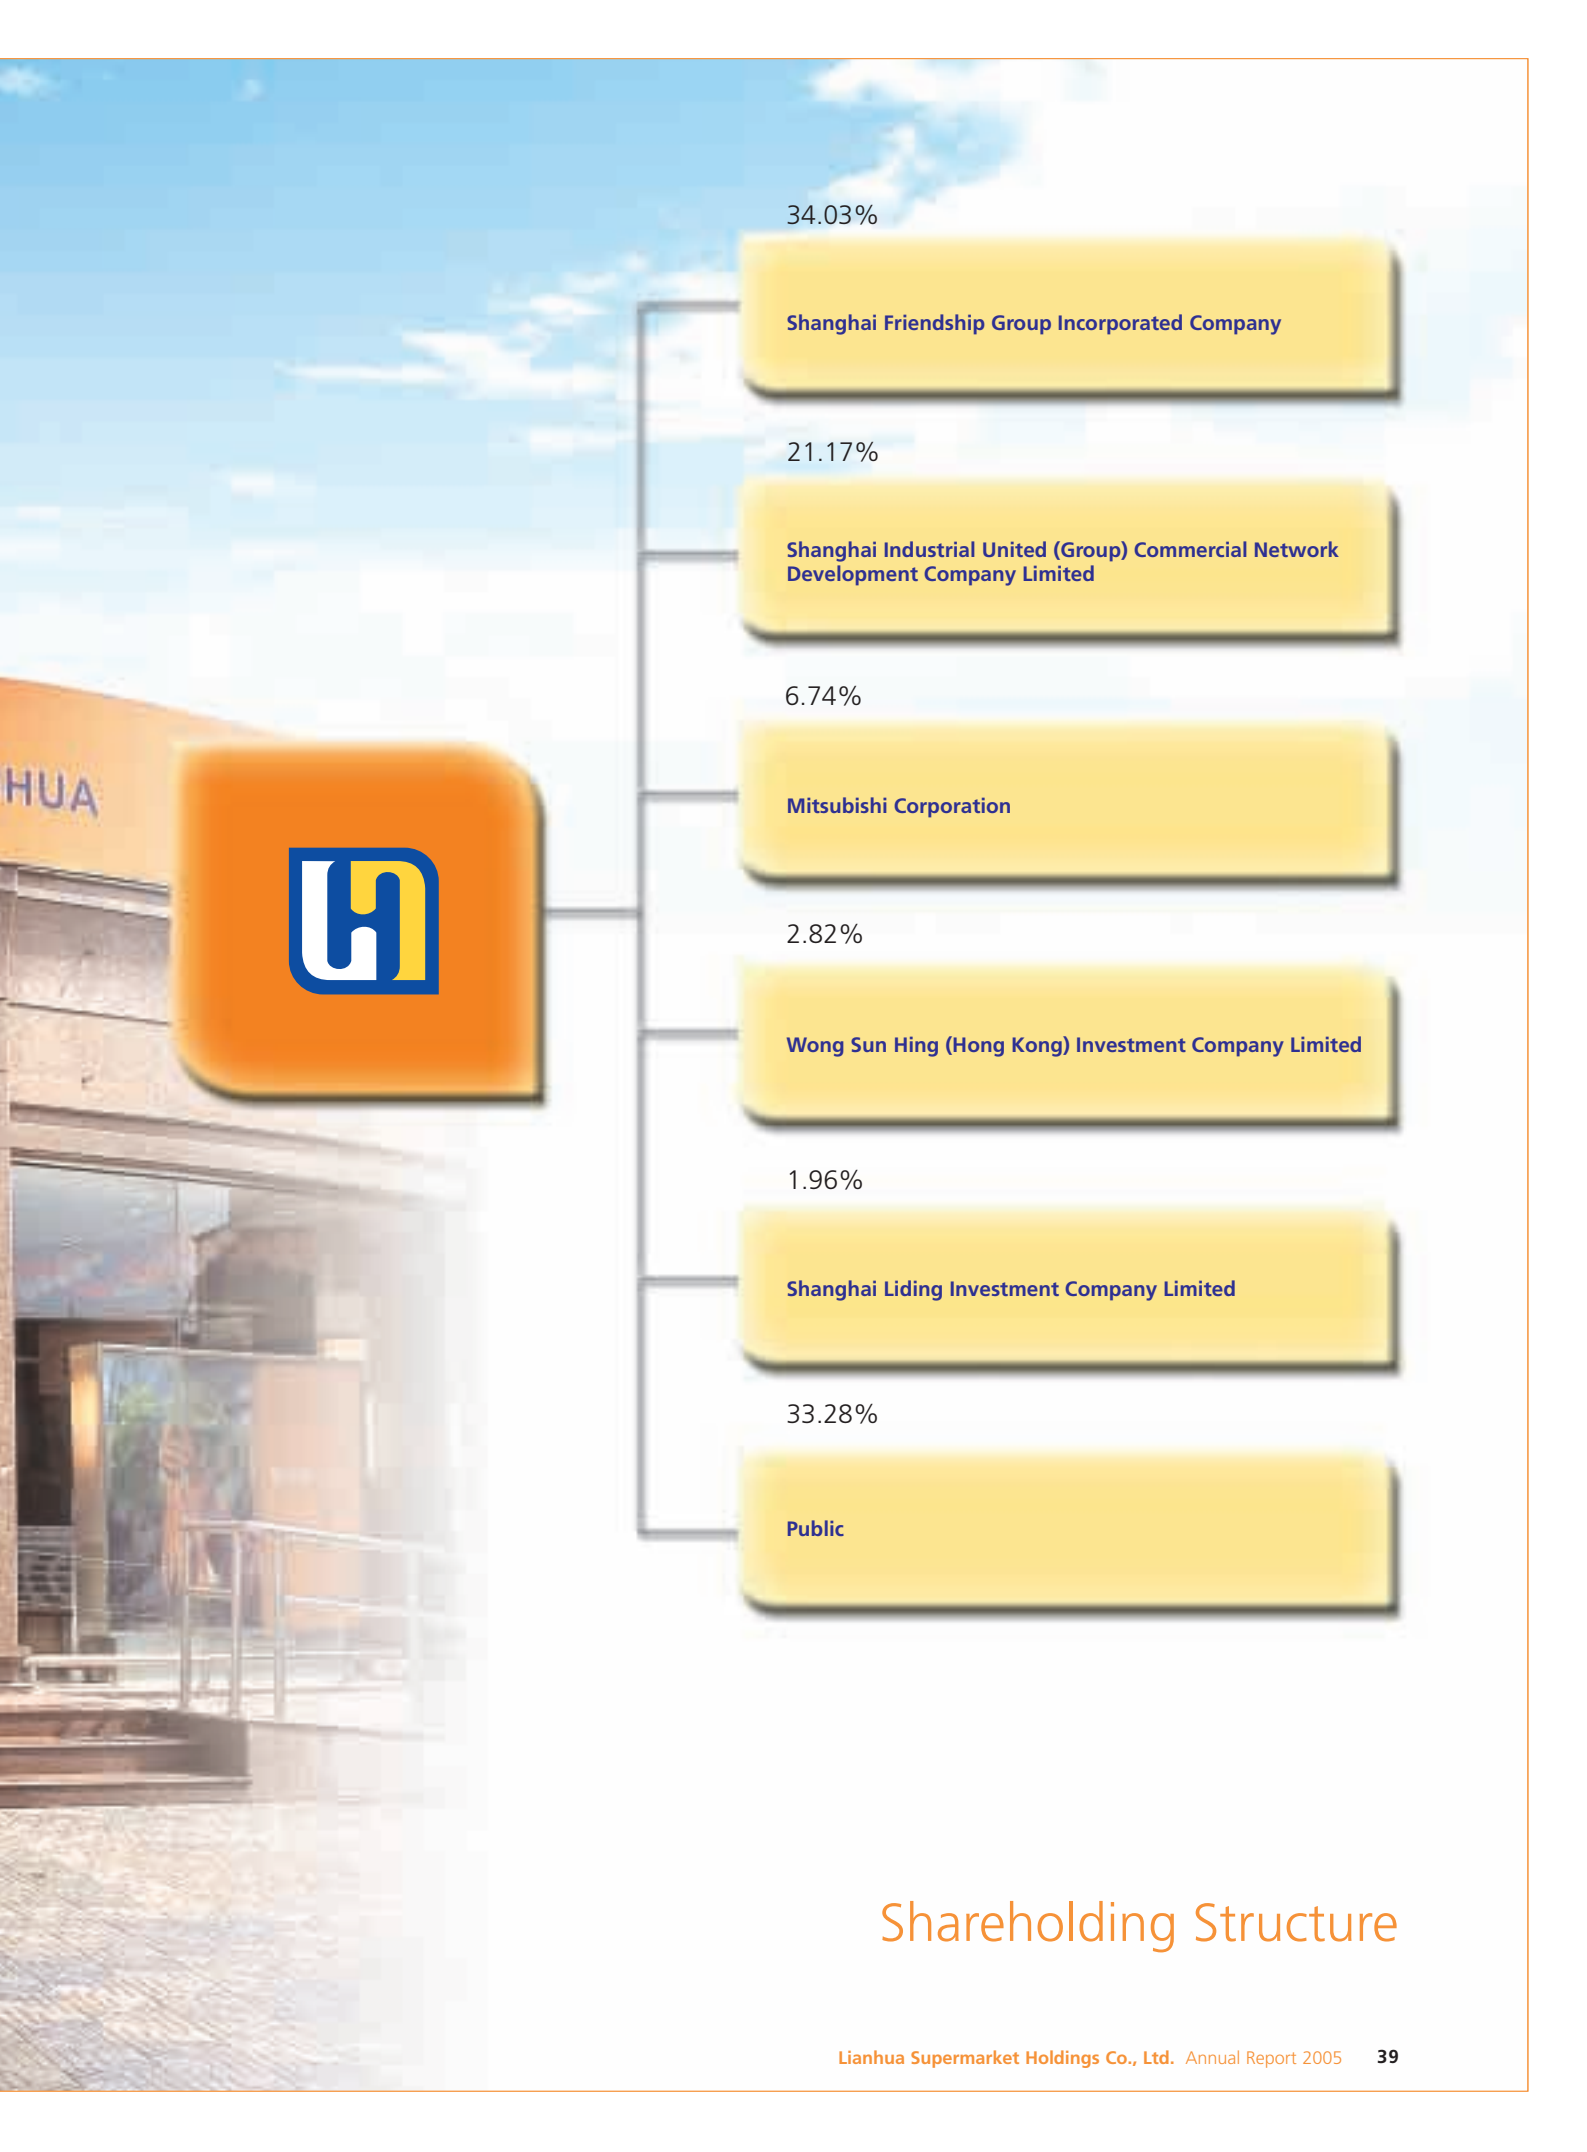 34.03%
Shanghai Friendship Group Incorporated Company
21.17%
Shanghai Industrial United (Group) Commercial Network
Development Company Limited
6.74%
HUA
Mitsubishi Corporation
2.82%
Wong Sun Hing (Hong Kong) Investment Company Limited
1.96%
Shanghai Liding Investment Company Limited
33.28%
Public
Shareholding Structure
Lianhua Supermarket Holdings Co., Ltd. Annual Report 2005 39